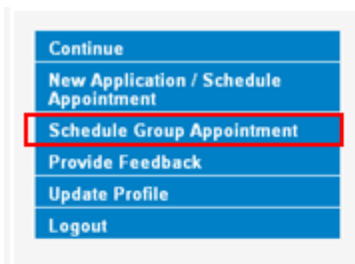 Continue
New Application / Schedule
Appointment
Schedule Group Appointment
Provide Feedback
Update Profile
Logout